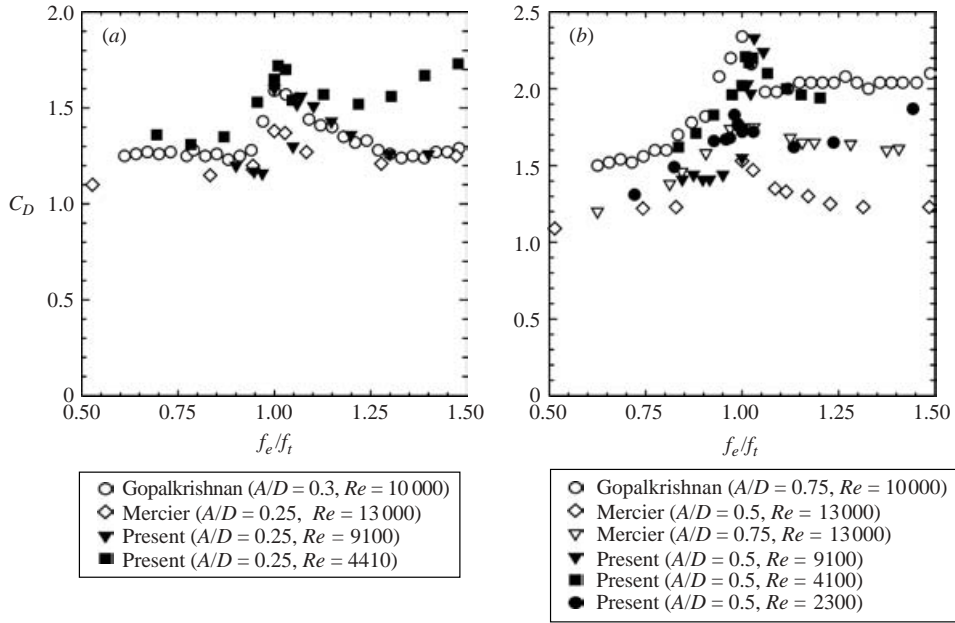 2.0
(a)
1.5
1.0
C_D
0.5
0
0.50
0.75
1.00
1.25
1.50
f_e/f_t
2.5
(b)
2.0
1.5
1.0
0.5
0
0.50
0.75
1.00
1.25
1.50
f_e/f_t
Gopalkrishnan (A/D = 0.3, Re = 10 000)
Mercier (A/D = 0.25, Re = 13 000)
Present (A/D = 0.25, Re = 9100)
Present (A/D = 0.25, Re = 4410)
Gopalkrishnan (A/D = 0.75, Re = 10 000)
Mercier (A/D = 0.5, Re = 13 000)
Mercier (A/D = 0.75, Re = 13 000)
Present (A/D = 0.5, Re = 9100)
Present (A/D = 0.5, Re = 4100)
Present (A/D = 0.5, Re = 2300)